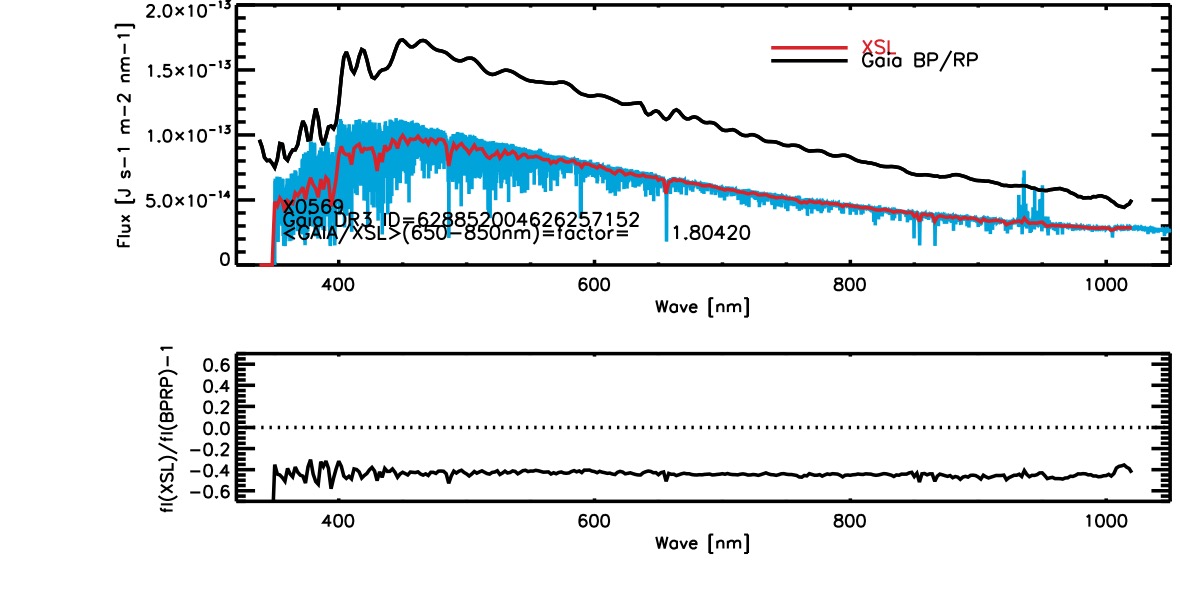 2.0×10−13
1.5×10−13
1.0×10−13
5.0×10−14
0
Flux [J s−1 m−2 nm−1]
XSL
Gaia BP/RP
X0569
Gaia DR3 ID=6288520046262571​52
<GAIA/XSL>(650−850nm)=factor= 1.80420
400 600 800 1000
Wave [nm]
fl(XSL)/fl(BPRP)−1
0.6
0.4
0.2
0.0
−0.2
−0.4
−0.6
400 600 800 1000
Wave [nm]